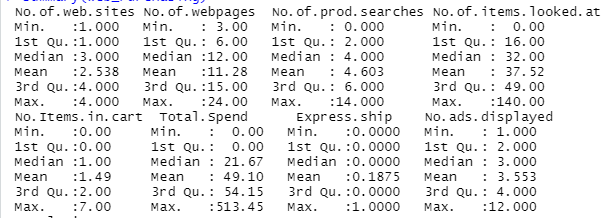 No.of.web.sites No.of.webpages No.of.prod.searches No.of.items.looked.at
Min.   :1.000   Min.   : 3.00   Min.   : 0.000   Min.   :  0.00
1st Qu.:1.000   1st Qu.: 6.00   1st Qu.: 2.000   1st Qu.: 16.00
Median :3.000   Median :12.00   Median : 4.000   Median : 32.00
Mean   :2.538   Mean   :11.28   Mean   : 4.603   Mean   : 37.52
3rd Qu.:4.000   3rd Qu.:15.00   3rd Qu.: 6.000   3rd Qu.: 49.00
Max.   :4.000   Max.   :24.00   Max.   :14.000   Max.   :140.00
No.Items.in.cart  Total.Spend   Express.ship   No.ads.displayed
Min.   :0.00   Min.   :  0.00   Min.   :0.0000   Min.   : 1.000
1st Qu.:0.00   1st Qu.:  0.00   1st Qu.:0.0000   1st Qu.: 2.000
Median :1.00   Median : 21.67   Median :0.0000   Median : 3.000
Mean   :1.49   Mean   : 49.10   Mean   :0.1875   Mean   : 3.553
3rd Qu.:2.00   3rd Qu.: 54.15   3rd Qu.:0.0000   3rd Qu.: 4.000
Max.   :7.00   Max.   :513.45   Max.   :1.0000   Max.   :12.000